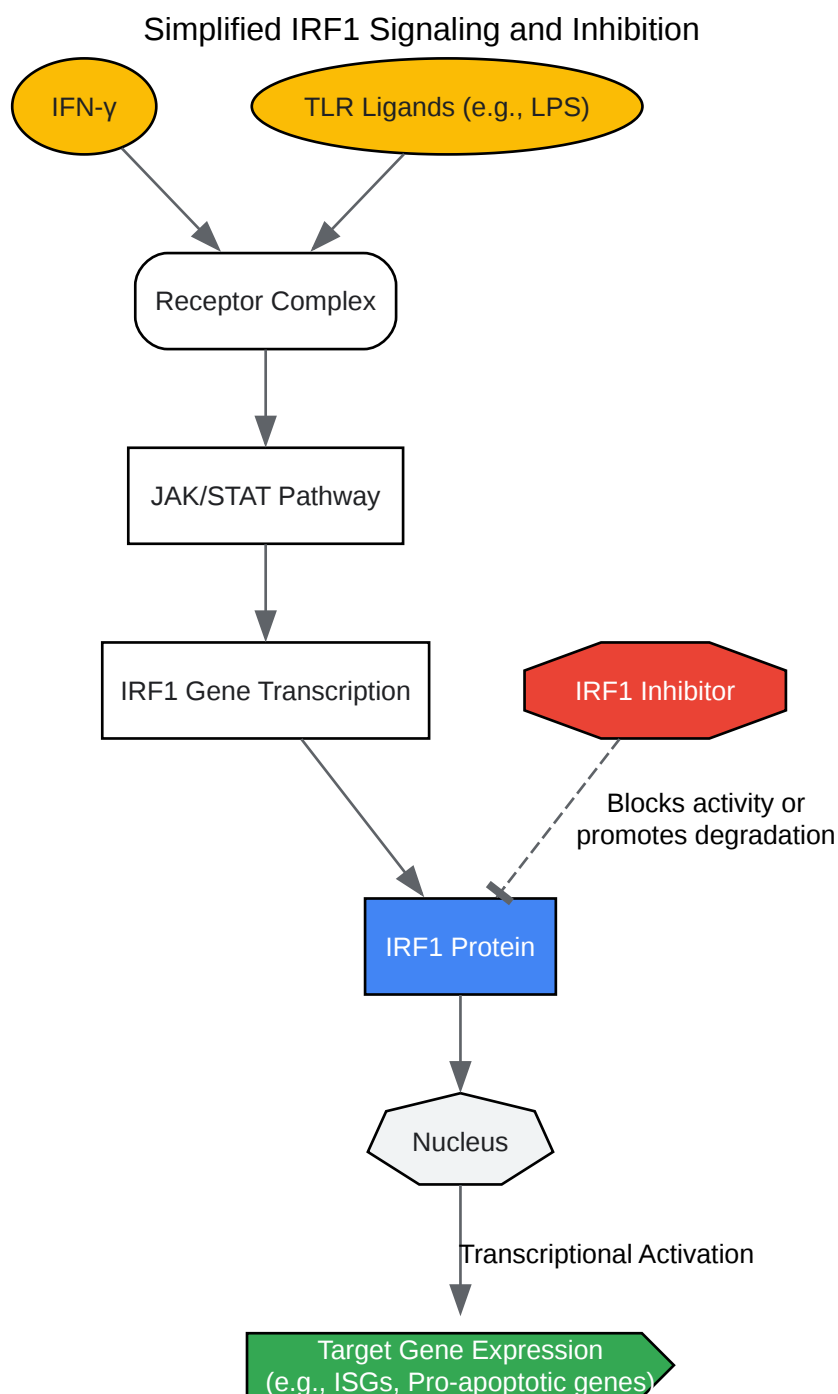 Simplified IRF1 Signaling and Inhibition
IFN-γ
TLR Ligands (e.g., LPS)
Receptor Complex
JAK/STAT Pathway
IRF1 Gene Transcription
IRF1 Inhibitor
Blocks activity or
promotes degradation
IRF1 Protein
Nucleus
Transcriptional Activation
Target Gene Expression
(e.g., ISGs, Pro-apoptotic genes)